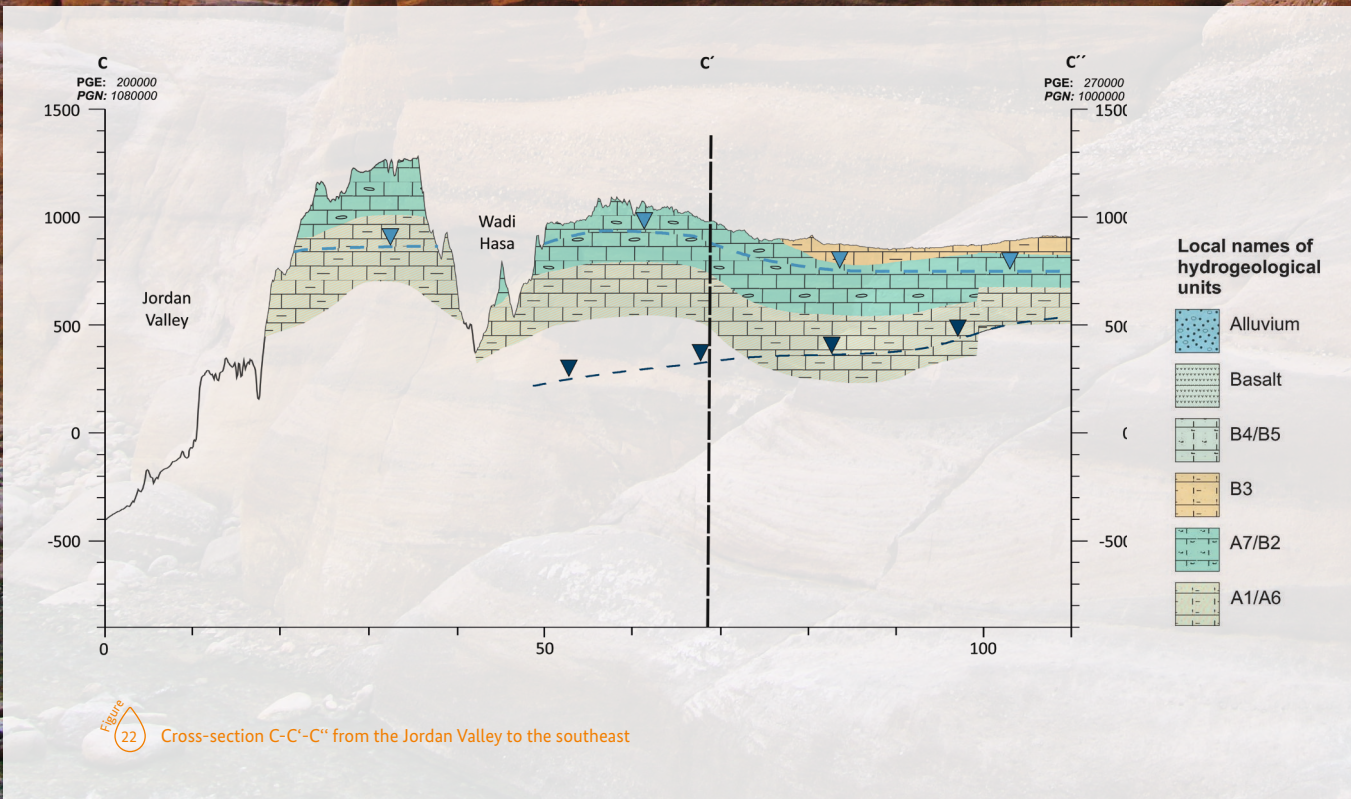 C
C´
C´´
PGE: 200000
PGN: 1080000
PGE: 270000
PGN: 1000000
1500
1000
500
0
-500
Jordan
Valley
Wadi
Hasa
0
50
100
Local names of
hydrogeological
units
Alluvium
Basalt
B4/B5
B3
A7/B2
A1/A6
Figure
22
Cross-section C-C‘-C“ from the Jordan Valley to the southeast